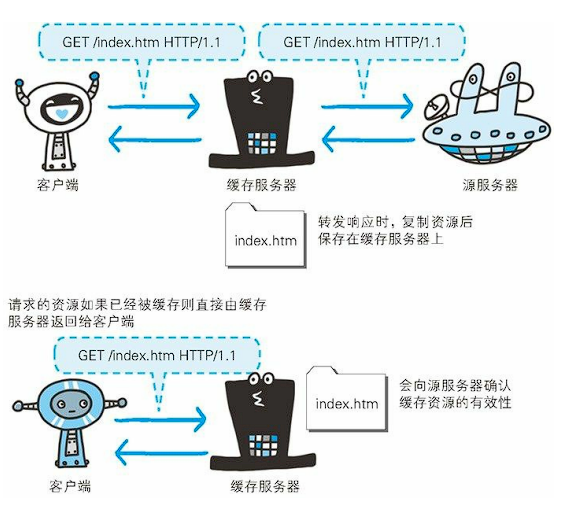 GET /index.htm HTTP/1.1
GET /index.htm HTTP/1.1
客户端
缓存服务器
源服务器
index.htm
转发响应时，复制资源后
保存在缓存服务器上
请求的资源如果已经被缓存则直接由缓存
服务器返回给客户端
GET /index.htm HTTP/1.1
index.htm
会向源服务器确认
缓存资源的有效性
客户端
缓存服务器